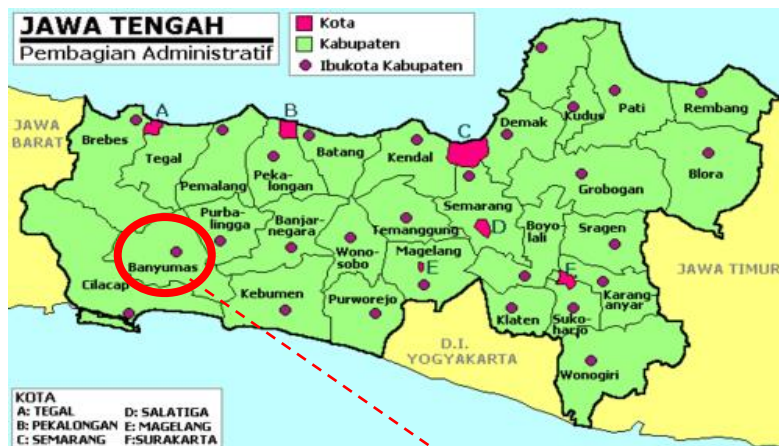 JAWA TENGAH
Pembagian Administratif
Kota
Kabupaten
Ibukota Kabupaten
JAWA
BARAT
Brebes
A
Tegal
Pemalang
B
Peka-
longan
Batang
Kendal
C
Demak
Kudus
Pati
Rembang
Blora
Grobogan
Semarang
D
Purba-
lingga
Banjar-
negara
Temanggung
Wono-
sobo
Magelang
E
Boyo
lali
Sragen
F
Karang-
anyar
JAWA TIMUR
Banyumas
Cilacap
Kebumen
Purworejo
Klaten
Suko-
harjo
D.I.
YOGYAKARTA
Wonogiri
KOTA
A: TEGAL D: SALATIGA
B: PEKALONGAN E: MAGELANG
C: SEMARANG F:SURAKARTA